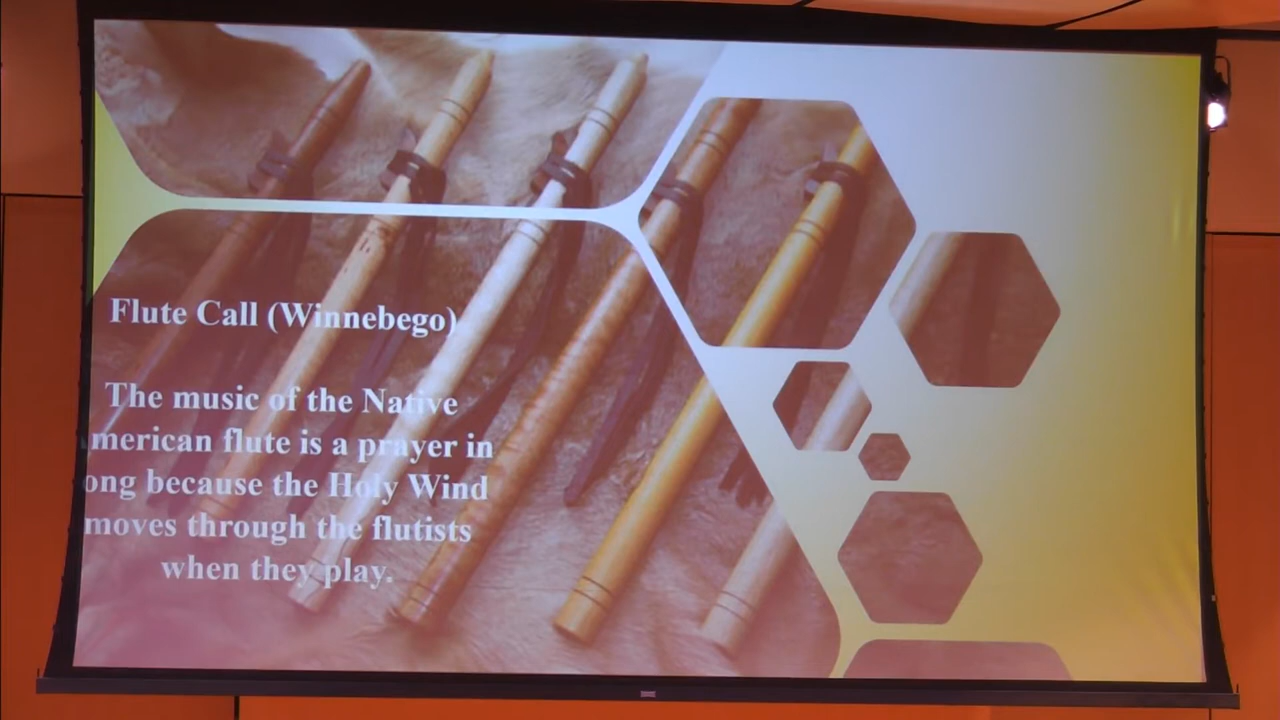 Flute Call (Winnebego)
The music of the Native
merican flute is a prayer in
ong because the Holy Wind
moves through the flutists
when they play.